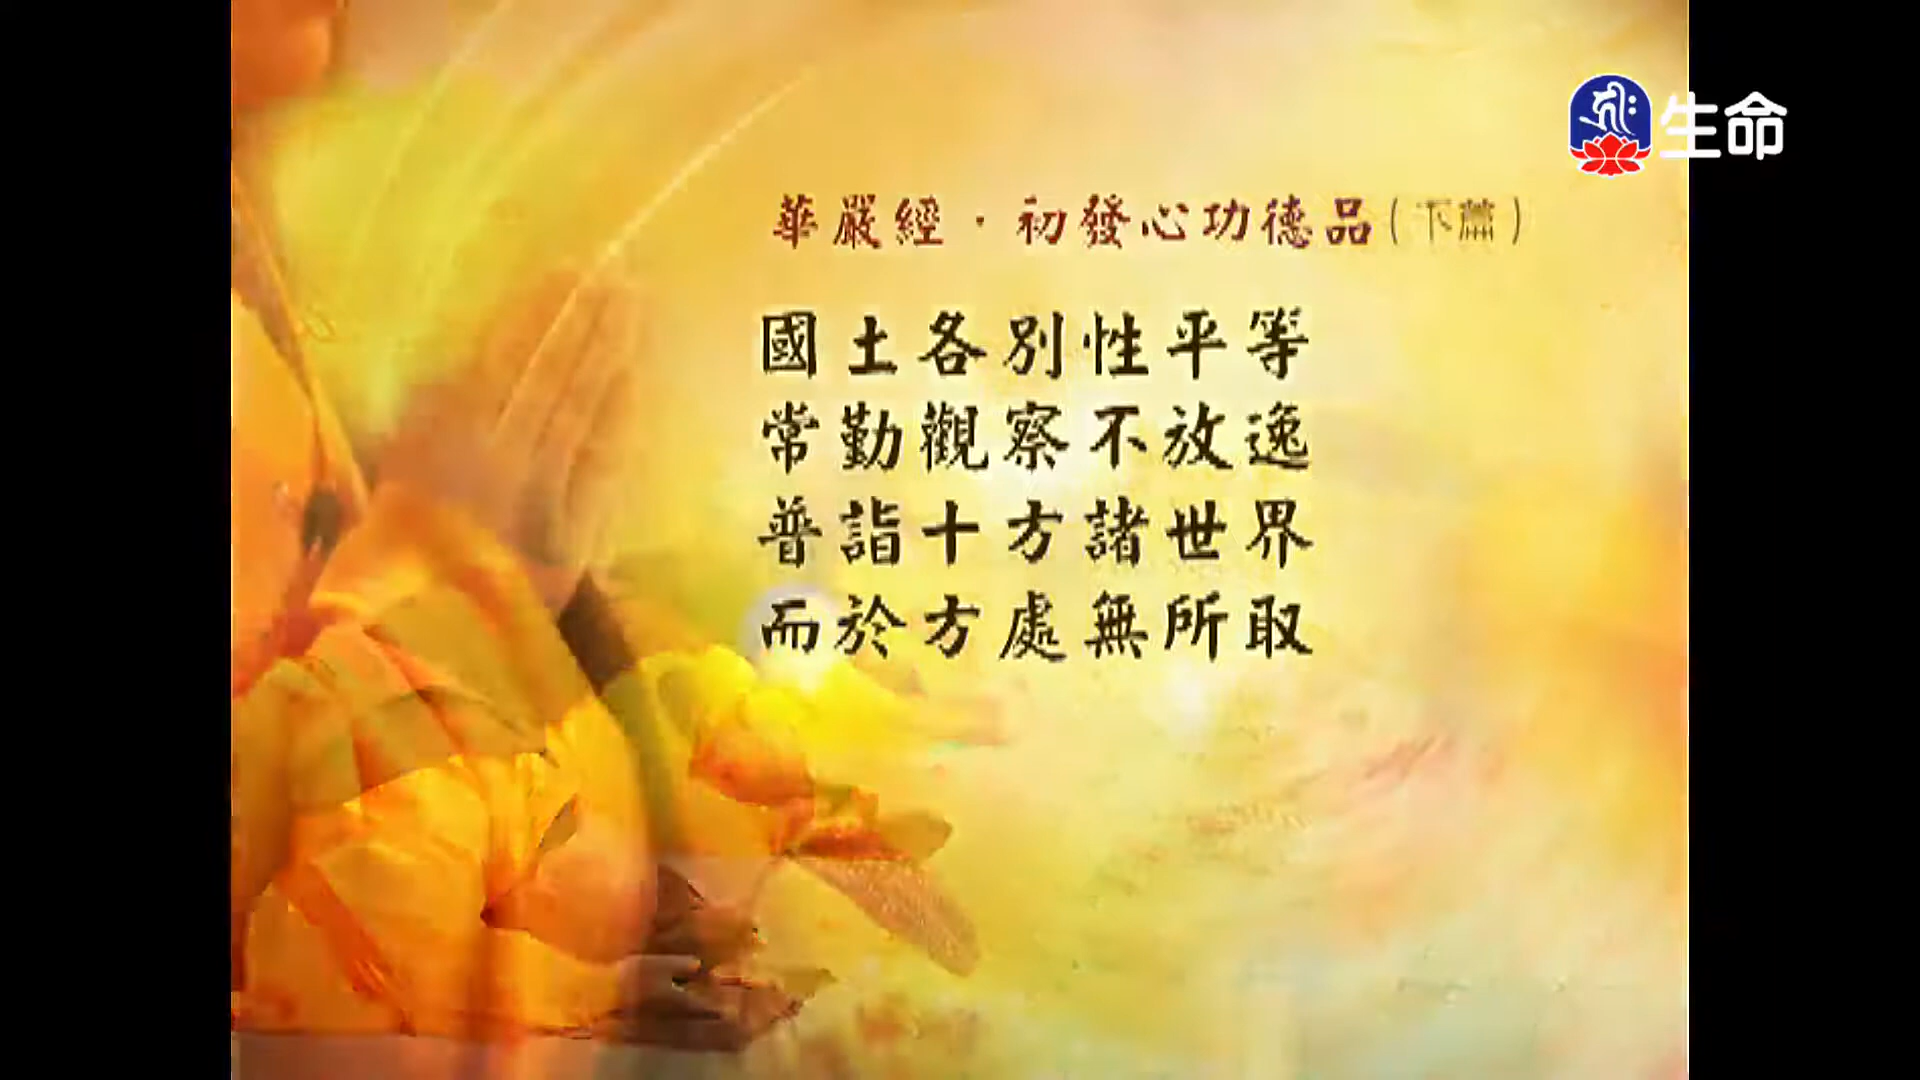 生命
華嚴經・初發心功德品(下篇)
國土各別性平等
常勤觀察不放逸
普詣十方諸世界
而於方處無所取